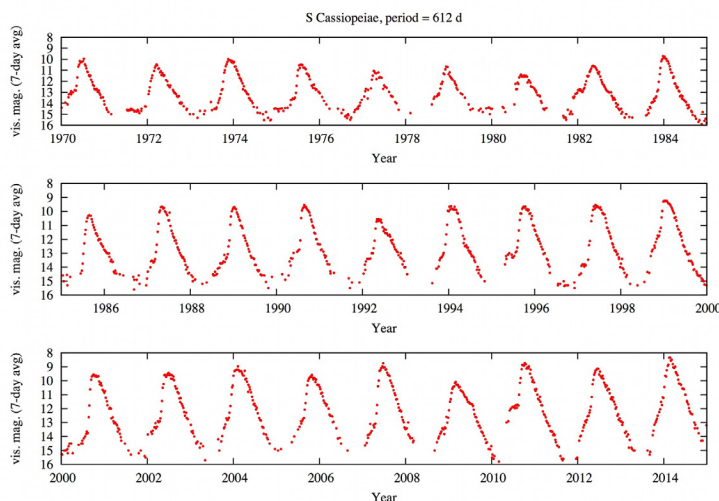 S Cassiopeiae, period = 612 d
vis. mag. (7-day avg)
8
9
10
11
12
13
14
15
16
1970 1972 1974 1976 1978 1980 1982 1984
Year
vis. mag. (7-day avg)
8
9
10
11
12
13
14
15
16
1986 1988 1990 1992 1994 1996 1998 2000
Year
vis. mag. (7-day avg)
8
9
10
11
12
13
14
15
16
2000 2002 2004 2006 2008 2010 2012 2014
Year